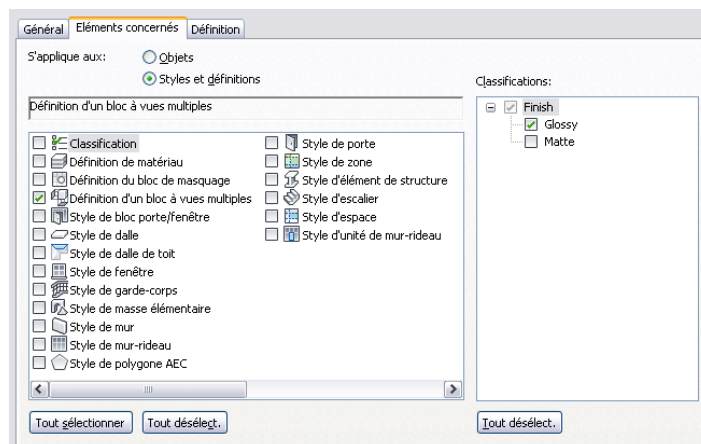 Général
Eléments concernés
Définition
S'applique aux:
Objets
Styles et définitions
Définition d'un bloc à vues multiples
Classification
Définition de matériau
Définition du bloc de masquage
Définition d'un bloc à vues multiples
Style de bloc porte/fenêtre
Style de dalle
Style de dalle de toit
Style de fenêtre
Style de garde-corps
Style de masse élémentaire
Style de mur
Style de mur-rideau
Style de polygone AEC
Style de porte
Style de zone
Style d'élément de structure
Style d'escalier
Style d'espace
Style d'unité de mur-rideau
Tout sélectionner
Tout désélect.
Classifications:
Finish
Glossy
Matte
Tout désélect.